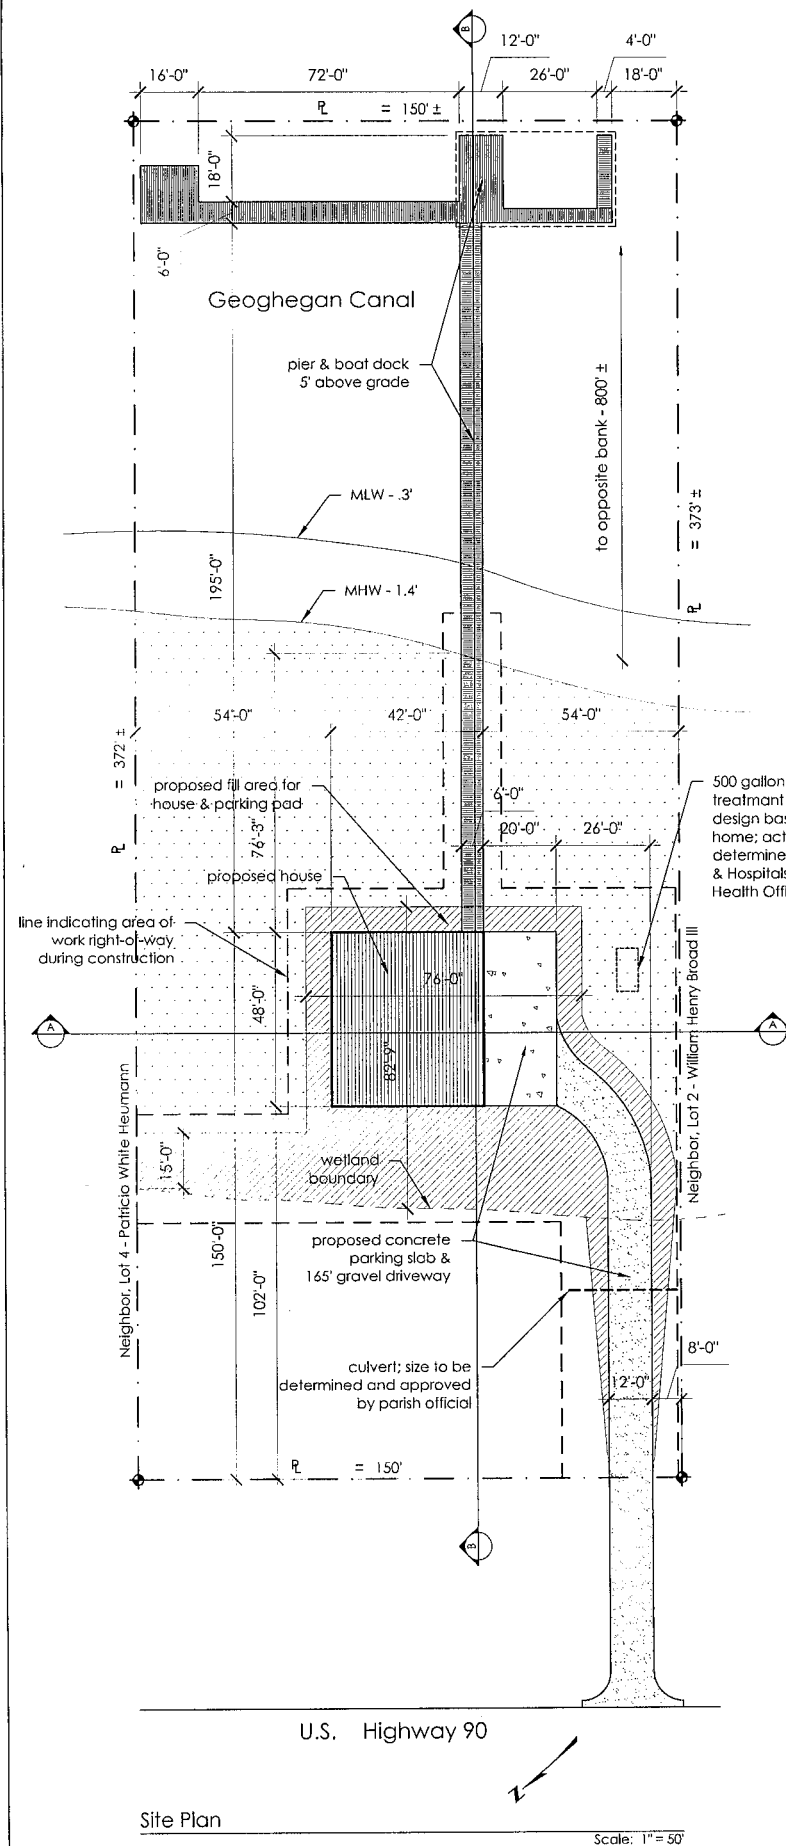 B
12'-0"
4'-0"
16'-0"
72'-0"
26'-0"
18'-0"
PL = 150' ±
18'-0"
6'-0"
Geoghegan Canal
pier & boat dock
5' above grade
to opposite bank - 800' ±
MLW - .3'
PL = 373' ±
195'-0"
MHW - 1.4'
54'-0"
42'-0"
54'-0"
PL = 372' ±
proposed fill area for
house & parking pad
6'-0"
20'-0"
26'-0"
76'-3"
500 gallon
treatmant
design bas
home; act
determine
& Hospitals
Health Offi
proposed house
line indicating area of
work right-of-way
during construction
76'-0"
48'-0"
82'-9"
A
A
Neighbor, Lot 2 - William Henry Broad III
Neighbor, Lot 4 - Patricio White Heumann
15'-0"
wetland
boundary
150'-0"
102'-0"
proposed concrete
parking slab &
165' gravel driveway
culvert; size to be
determined and approved
by parish official
8'-0"
12'-0"
PL = 150'
B
U.S. Highway 90
Z
Site Plan
Scale: 1" = 50'